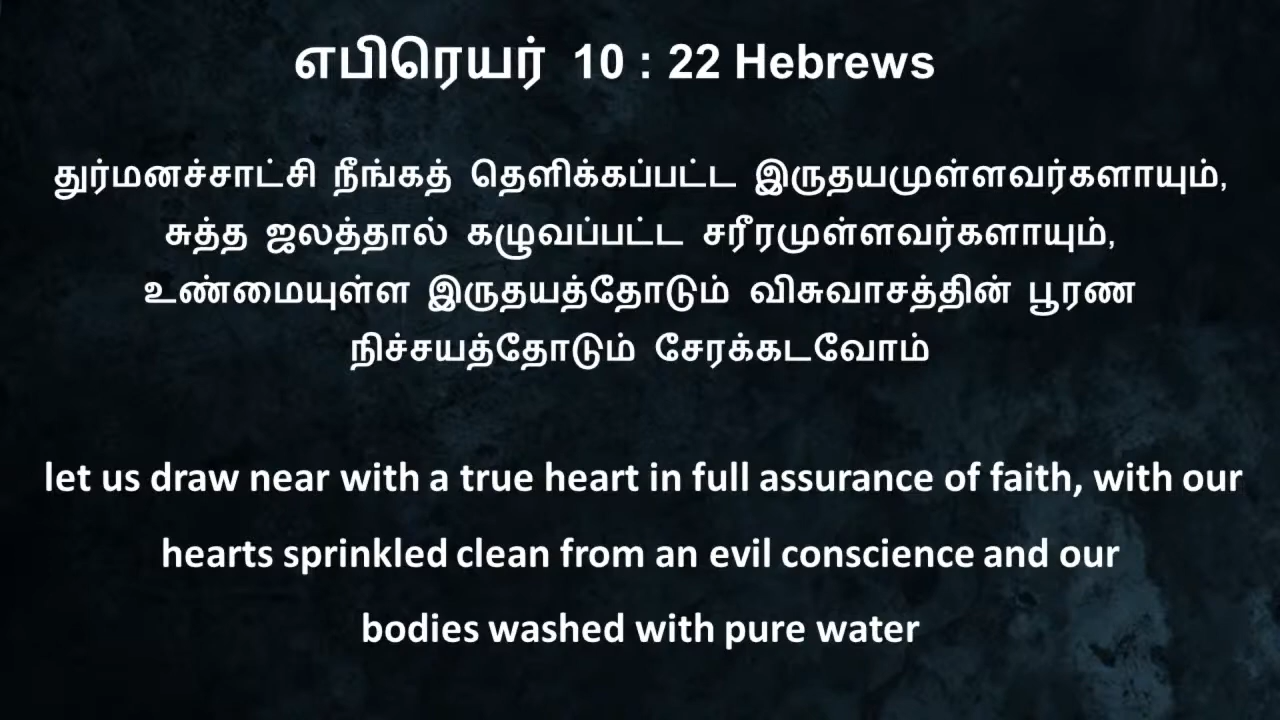 எபிரெயர் 10 : 22 Hebrews
துர்மனச்சாட்சி நீங்கத் தெளிக்கப்பட்ட இருதயமுள்ளவர்களாயும்,
சுத்த ஜலத்தால் கழுவப்பட்ட சரீரமுள்ளவர்களாயும்,
உண்மையுள்ள இருதயத்தோடும் விசுவாசத்தின் பூரண
நிச்சயத்தோடும் சேரக்கடவோம்
let us draw near with a true heart in full assurance of faith, with our
hearts sprinkled clean from an evil conscience and our
bodies washed with pure water